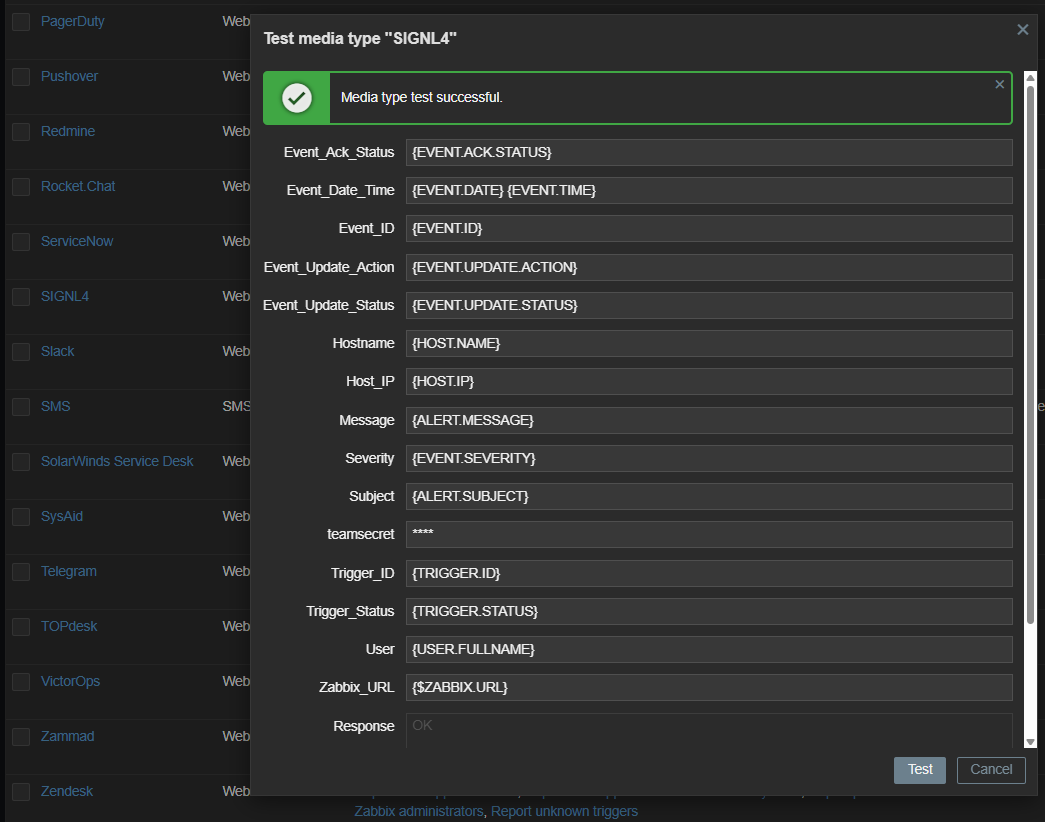 PagerDuty Web
Test media type "SIGNL4"
Media type test successful.
Pushover Web
Redmine Web
Rocket.Chat Web
ServiceNow Web
SIGNL4 Web
Slack Web
SMS SMS
SolarWinds Service Desk Web
SysAid Web
Telegram Web
TOPdesk Web
VictorOps Web
Zammad Web
Zendesk Web
Event_Ack_Status {EVENT.ACK.STATUS}
Event_Date_Time {EVENT.DATE} {EVENT.TIME}
Event_ID {EVENT.ID}
Event_Update_Action {EVENT.UPDATE.ACTION}
Event_Update_Status {EVENT.UPDATE.STATUS}
Hostname {HOST.NAME}
Host_IP {HOST.IP}
Message {ALERT.MESSAGE}
Severity {EVENT.SEVERITY}
Subject {ALERT.SUBJECT}
teamsecret ****
Trigger_ID {TRIGGER.ID}
Trigger_Status {TRIGGER.STATUS}
User {USER.FULLNAME}
Zabbix_URL {$ZABBIX.URL}
Response OK
Test Cancel
Zabbix administrators, Report unknown triggers